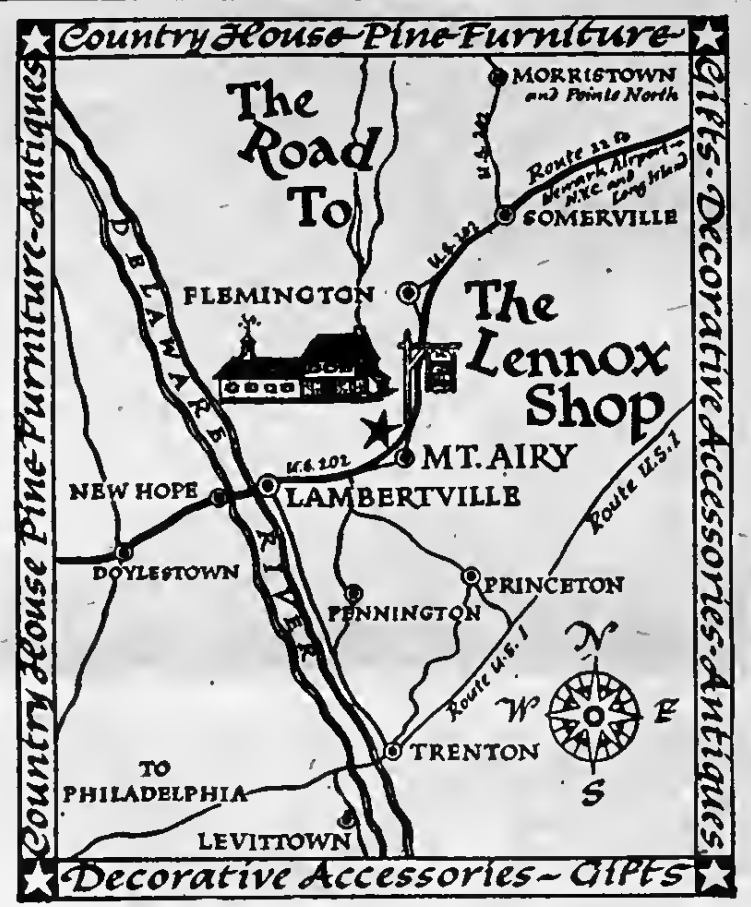 Country House Pine Furniture
Country House Pine Furniture-Antiques
Gifts-Decorative Accessories-Antiques
The
Road
To
MORRISTOWN
and Points North
U.S. 202
Route 22 to
Newark Airport-
N.Y.C. and
Long Island
SOMERVILLE
U.S. 202
FLEMINGTON
The
Lennox
Shop
DELAWARE
RIVER
MT. AIRY
U.S. 202
LAMBERTVILLE
NEW HOPE
DOYLESTOWN
Route U.S. 1
PRINCETON
PENNINGTON
Route U.S. 1
N
W
E
S
TRENTON
TO
PHILADELPHIA
LEVITTOWN
Decorative Accessories~Gifts